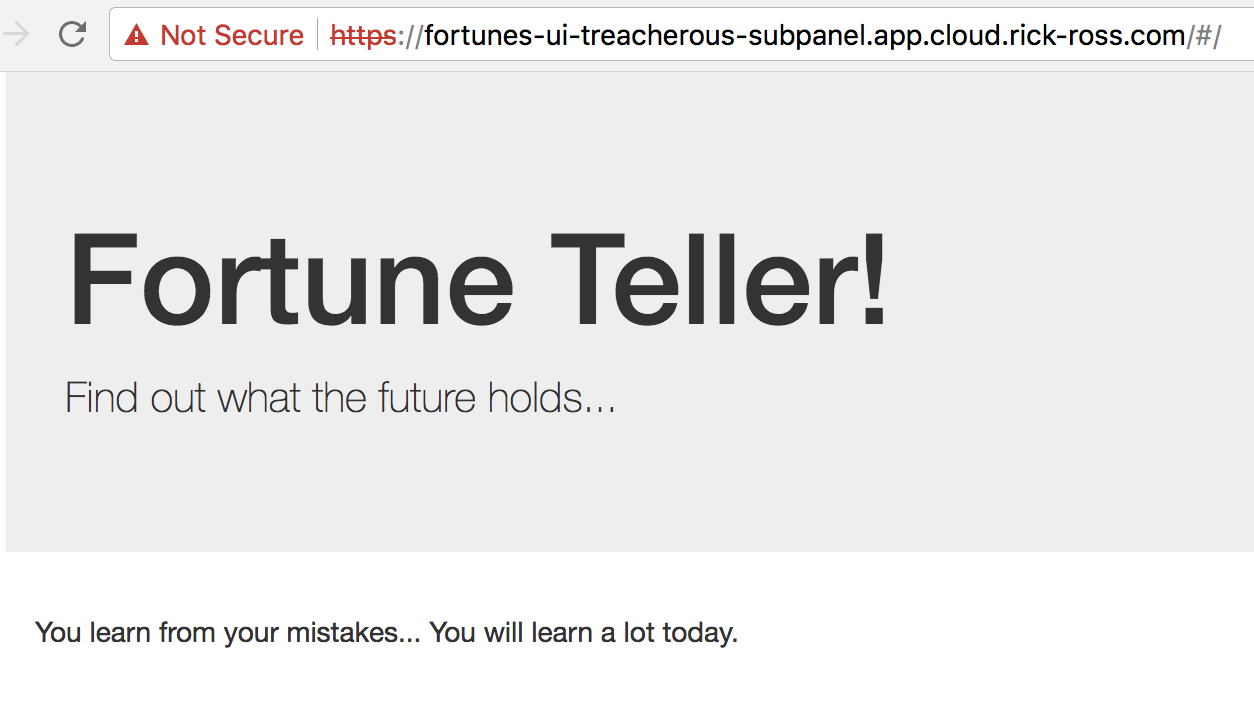 Not Secure https://fortunes-ui-treacherous-subpanel.app.cloud.rick-ross.com/#/
Fortune Teller!
Find out what the future holds...
You learn from your mistakes... You will learn a lot today.